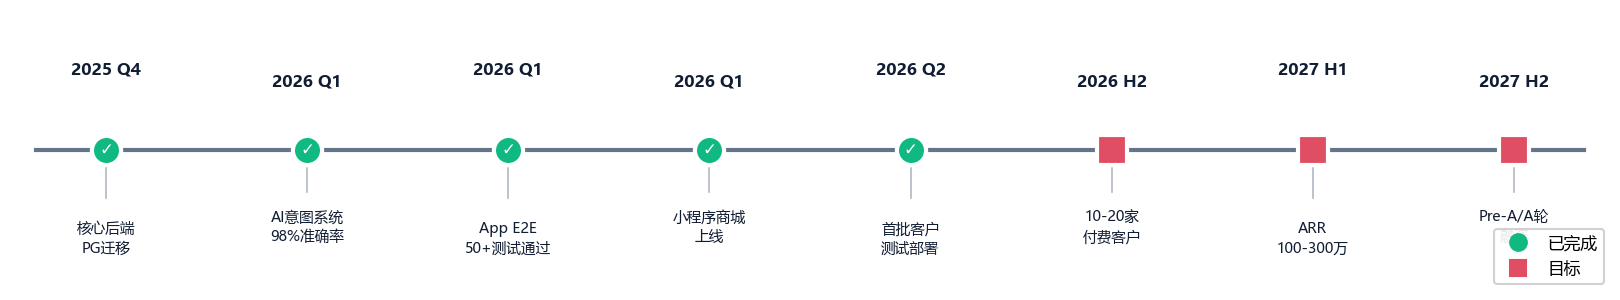 2025 Q4
2026 Q1
2026 Q1
2026 Q1
2026 Q2
2026 H2
2027 H1
2027 H2
✓
✓
✓
✓
✓
核心后端
PG迁移
AI意图系统
98%准确率
App E2E
50+测试通过
小程序商城
上线
首批客户
测试部署
10-20家
付费客户
ARR
100-300万
Pre-A/A轮
已完成
目标